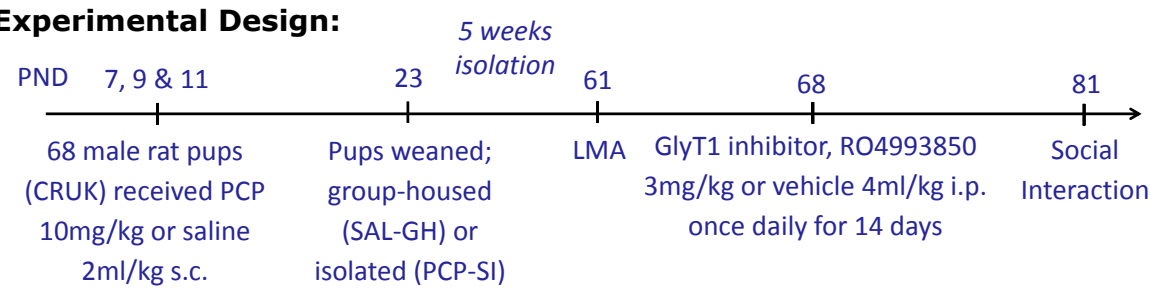 Experimental Design:
5 weeks
isolation
PND 7, 9 & 11 23 61 68 81
68 male rat pups
(CRUK) received PCP
10mg/kg or saline
2ml/kg s.c.
Pups weaned;
group-housed
(SAL-GH) or
isolated (PCP-SI)
LMA
GlyT1 inhibitor, RO4993850
3mg/kg or vehicle 4ml/kg i.p.
once daily for 14 days
Social
Interaction